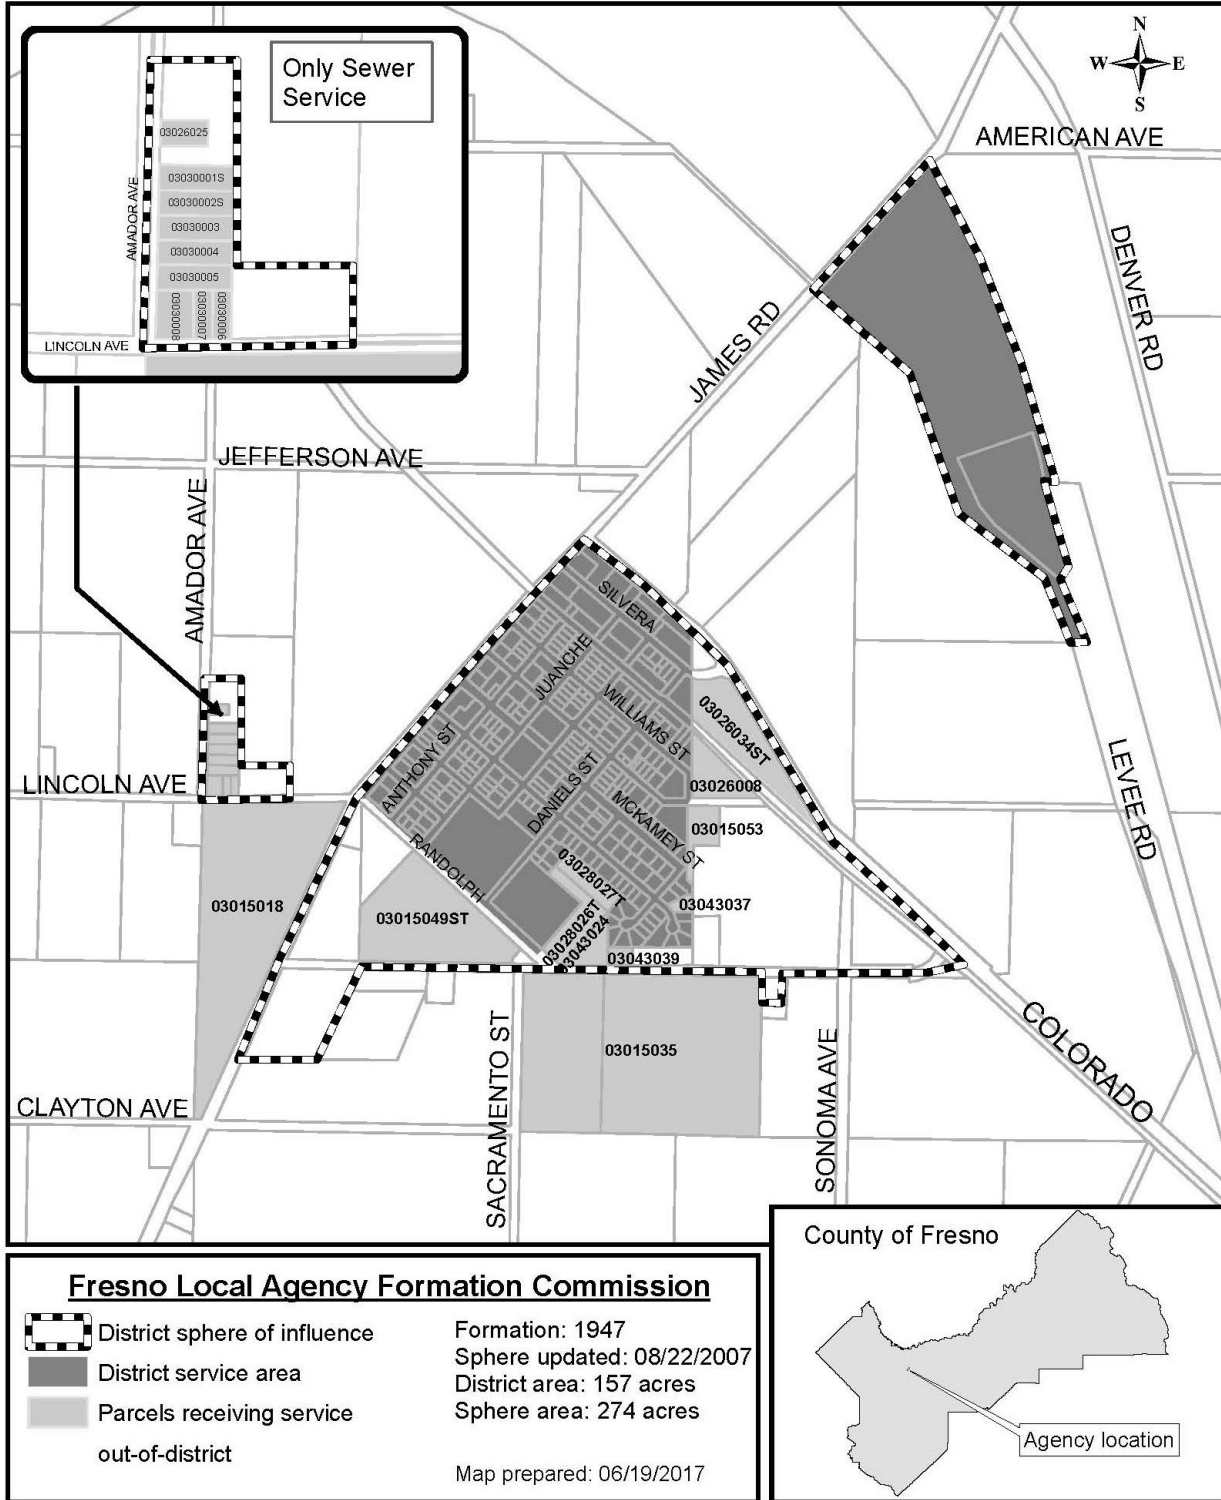 Only Sewer
Service
03026025
03030001S
03030002S
03030003
03030004
03030005
03030008
03030007
03030006
AMADOR AVE
LINCOLN AVE
N
W
E
S
AMERICAN AVE
DENVER RD
JAMES RD
JEFFERSON AVE
AMADOR AVE
SILVERA
JUANCHE
WILLIAMS ST
03026034ST
ANTHONY ST
DANIELS ST
LINCOLN AVE
03026008
MCKAMEY ST
03015053
LEVEE RD
RANDOLPH
03028027T
03015018
03015049ST
03028026T
03043024
03043037
03043039
03015035
COLORADO
SACRAMENTO ST
SONOMA AVE
CLAYTON AVE
Fresno Local Agency Formation Commission
District sphere of influence
District service area
Parcels receiving service
out-of-district
Formation: 1947
Sphere updated: 08/22/2007
District area: 157 acres
Sphere area: 274 acres
Map prepared: 06/19/2017
County of Fresno
Agency location